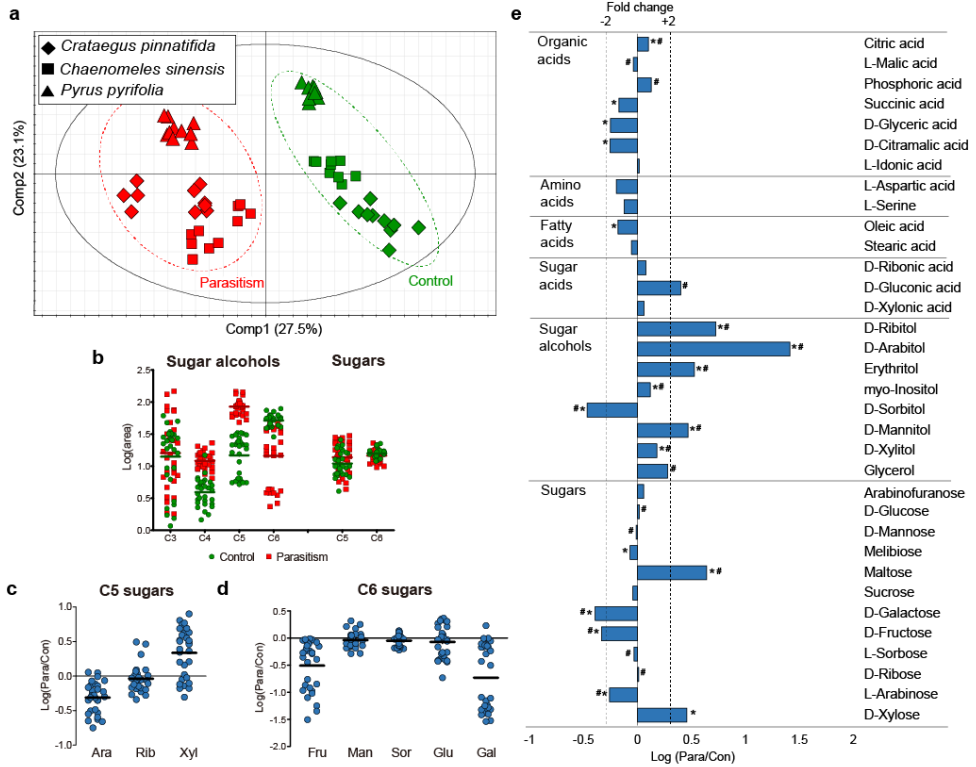 a
Crataegus pinnatifida
Chaenomeles sinensis
Pyrus pyrifolia
Comp2 (23.1%)
Parasitism
Control
Comp1 (27.5%)
b
Sugar alcohols
Sugars
Log(area)
2.5
2.0
1.5
1.0
0.5
0.0
C3
C4
C5
C6
C5
C6
Control
Parasitism
c
C5 sugars
Log(Para/Con)
1.0
0.5
0.0
-0.5
-1.0
Ara
Rib
Xyl
d
C6 sugars
Log(Para/Con)
0.5
0.0
-0.5
-1.0
-1.5
-2.0
Fru
Man
Sor
Glu
Gal
e
Fold change
-2
+2
Organic
acids
*# Citric acid
# L-Malic acid
# Phosphoric acid
* Succinic acid
* D-Glyceric acid
* D-Citramalic acid
L-Idonic acid
Amino
acids
L-Aspartic acid
L-Serine
Fatty
acids
* Oleic acid
Stearic acid
Sugar
acids
D-Ribonic acid
# D-Gluconic acid
D-Xylonic acid
Sugar
alcohols
*# D-Ribitol
*# D-Arabitol
*# Erythritol
*# myo-Inositol
#* D-Sorbitol
*# D-Mannitol
*# D-Xylitol
# Glycerol
Sugars
Arabinofuranose
# D-Glucose
# D-Mannose
* Melibiose
*# Maltose
Sucrose
#* D-Galactose
#* D-Fructose
# L-Sorbose
# D-Ribose
#* L-Arabinose
* D-Xylose
-1
-0.5
0
0.5
1
1.5
2
Log (Para/Con)